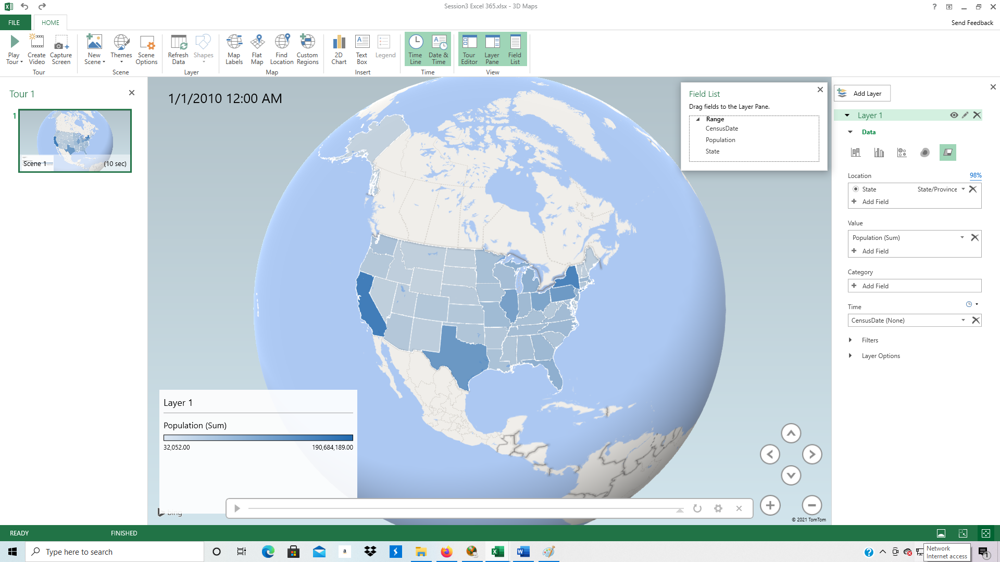 Session3 Excel 365.xlsx - 3D Maps
?
FILE
HOME
Send Feedback
Play Tour
Create Video
Capture Screen
Tour
New Scene
Themes
Scene Options
Scene
Refresh Data
Shapes
Layer
Map Labels
Flat Map
Find Location
Custom Regions
Map
2D Chart
Text Box
Legend
Insert
Time Line
Date & Time
Time
Tour Editor
Layer Pane
Field List
View
Tour 1
1
Scene 1
(10 sec)
1/1/2010 12:00 AM
Field List
Drag fields to the Layer Pane.
Range
CensusDate
Population
State
Add Layer
Layer 1
Data
Location
98%
State
State/Province
Add Field
Value
Population (Sum)
Add Field
Category
Add Field
Time
CensusDate (None)
Filters
Layer Options
Layer 1
Population (Sum)
32,052.00
190,684,189.00
bing
© 2021 TomTom
READY
FINISHED
Type here to search
a
Network
Internet access
1